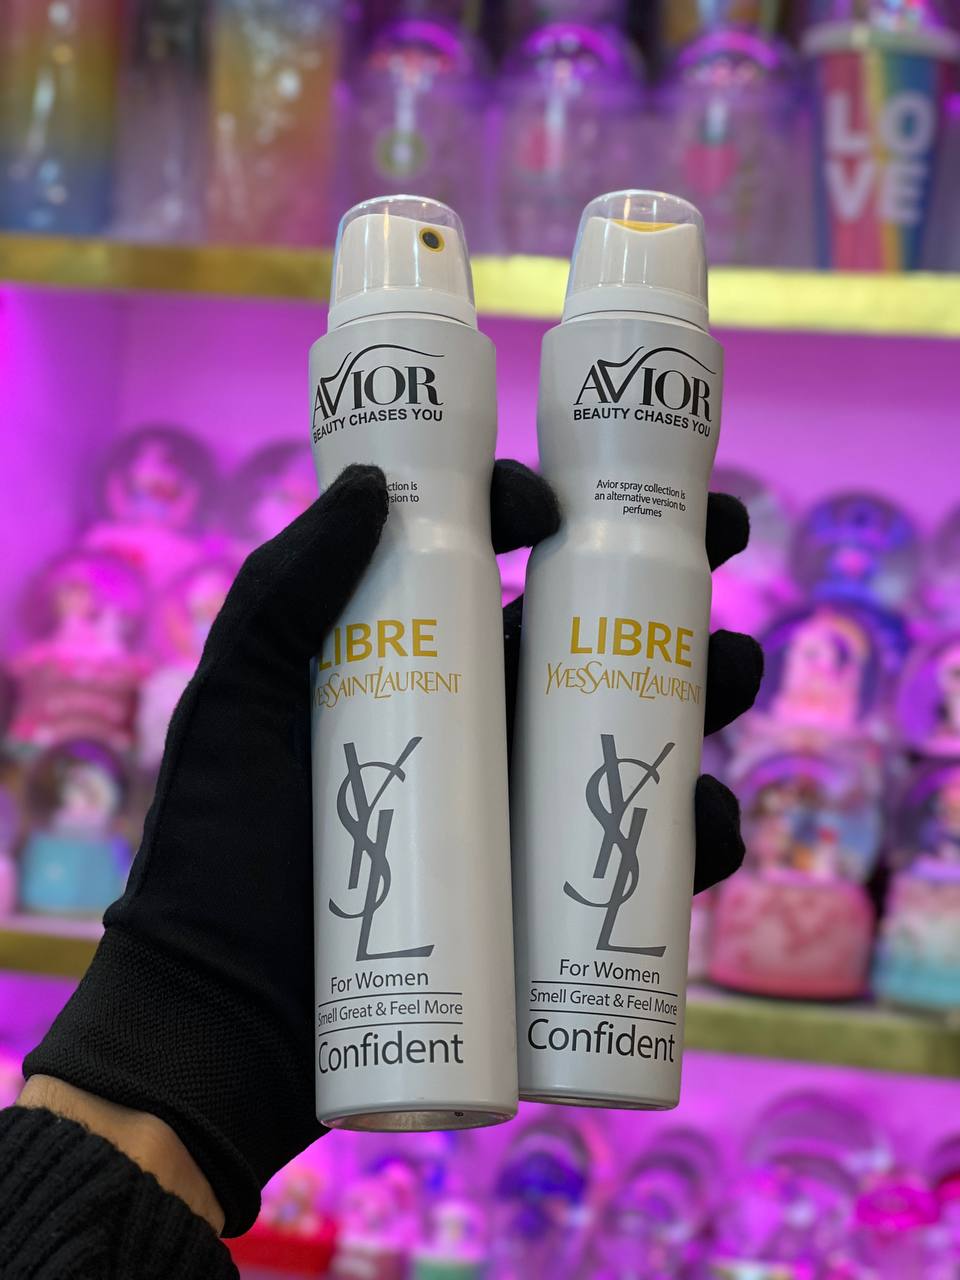 LOVE
AVIOR
BEAUTY CHASES YOU
LIBRE
YVESSAINTLAURENT
YSL
For Women
Smell Great & Feel More
Confident
AVIOR
BEAUTY CHASES YOU
Avior spray collection is
an alternative version to
perfumes
LIBRE
YVESSAINTLAURENT
YSL
For Women
Smell Great & Feel More
Confident